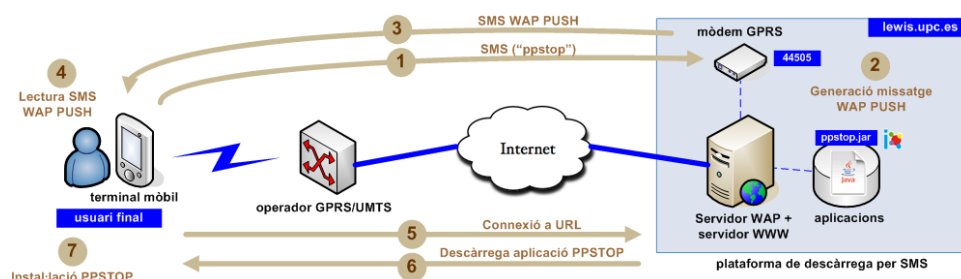 SMS WAP PUSH
3
lewis.upc.es
mòdem GPRS
SMS ("ppstop")
1
44505
2
4
Generació missatge
WAP PUSH
Lectura SMS
WAP PUSH
ppstop.jar
Internet
java
terminal mòbil
usuari final
operador GPRS/UMTS
Servidor WAP +
servidor WWW
aplicacions
5
Connexió a URL
7
6
Descàrrega aplicació PPSTOP
plataforma de descàrrega per SMS
Instal·lació PPSTOP